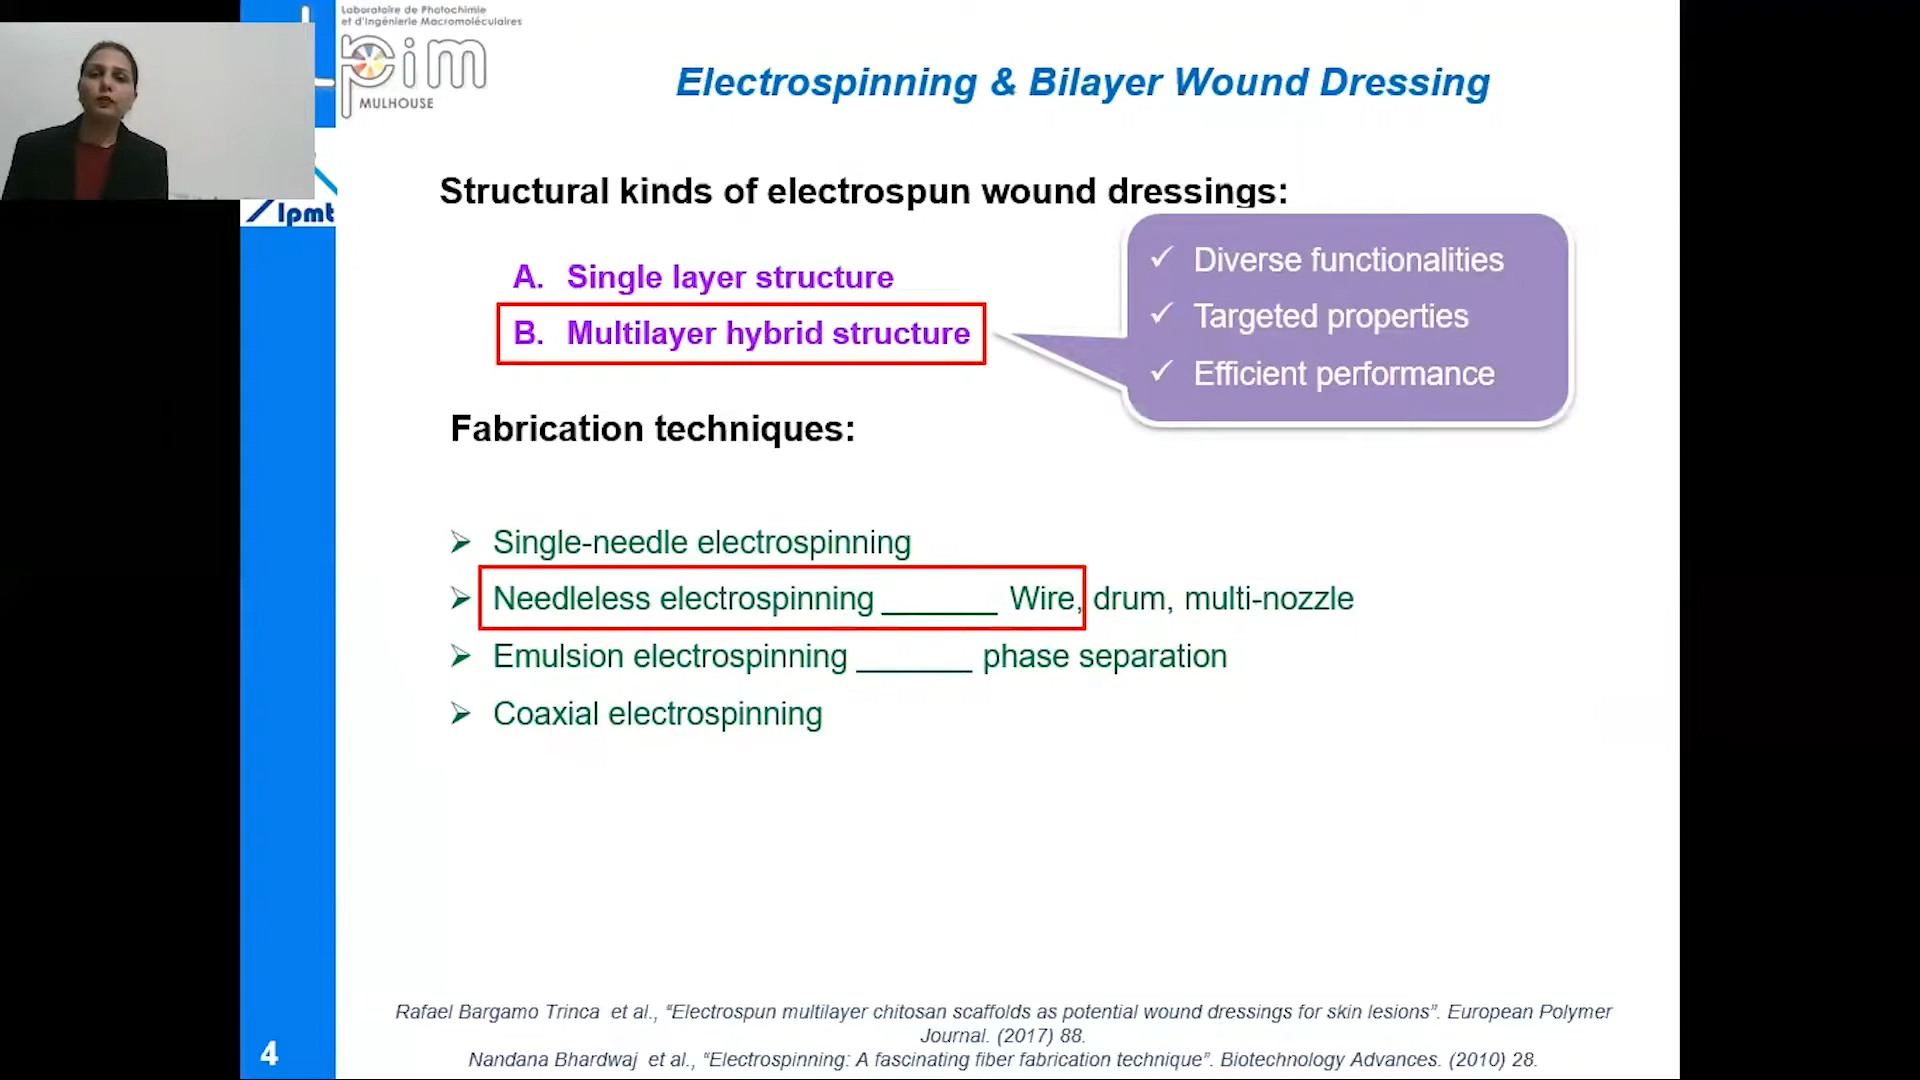 Laboratoire de Photochimie
et d'Ingénierie Macromoléculaires
pim
MULHOUSE
lpmt
Electrospinning & Bilayer Wound Dressing
Structural kinds of electrospun wound dressings:
A. Single layer structure
B. Multilayer hybrid structure
✓ Diverse functionalities
✓ Targeted properties
✓ Efficient performance
Fabrication techniques:
➢ Single-needle electrospinning
➢ Needleless electrospinning ______ Wire, drum, multi-nozzle
➢ Emulsion electrospinning ______ phase separation
➢ Coaxial electrospinning
Rafael Bargamo Trinca et al., “Electrospun multilayer chitosan scaffolds as potential wound dressings for skin lesions”. European Polymer
Journal. (2017) 88.
Nandana Bhardwaj et al., “Electrospinning: A fascinating fiber fabrication technique”. Biotechnology Advances. (2010) 28.
4